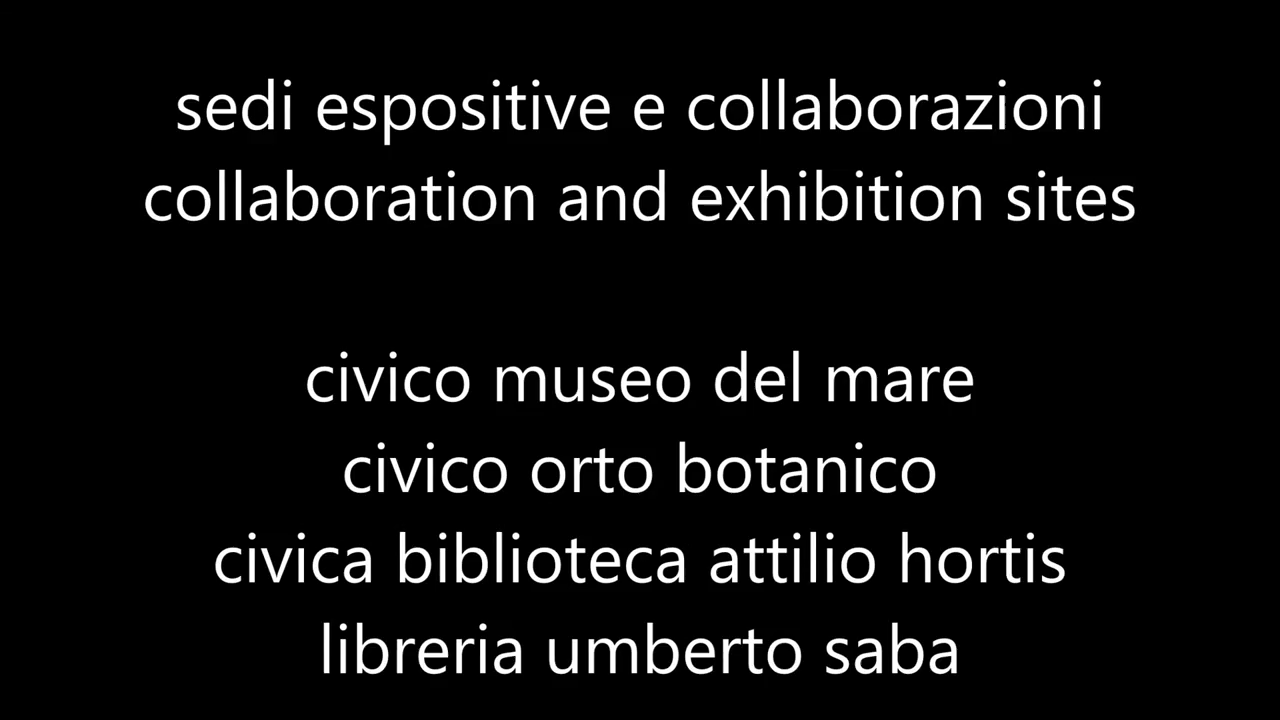 sedi espositive e collaborazioni
collaboration and exhibition sites
civico museo del mare
civico orto botanico
civica biblioteca attilio hortis
libreria umberto saba